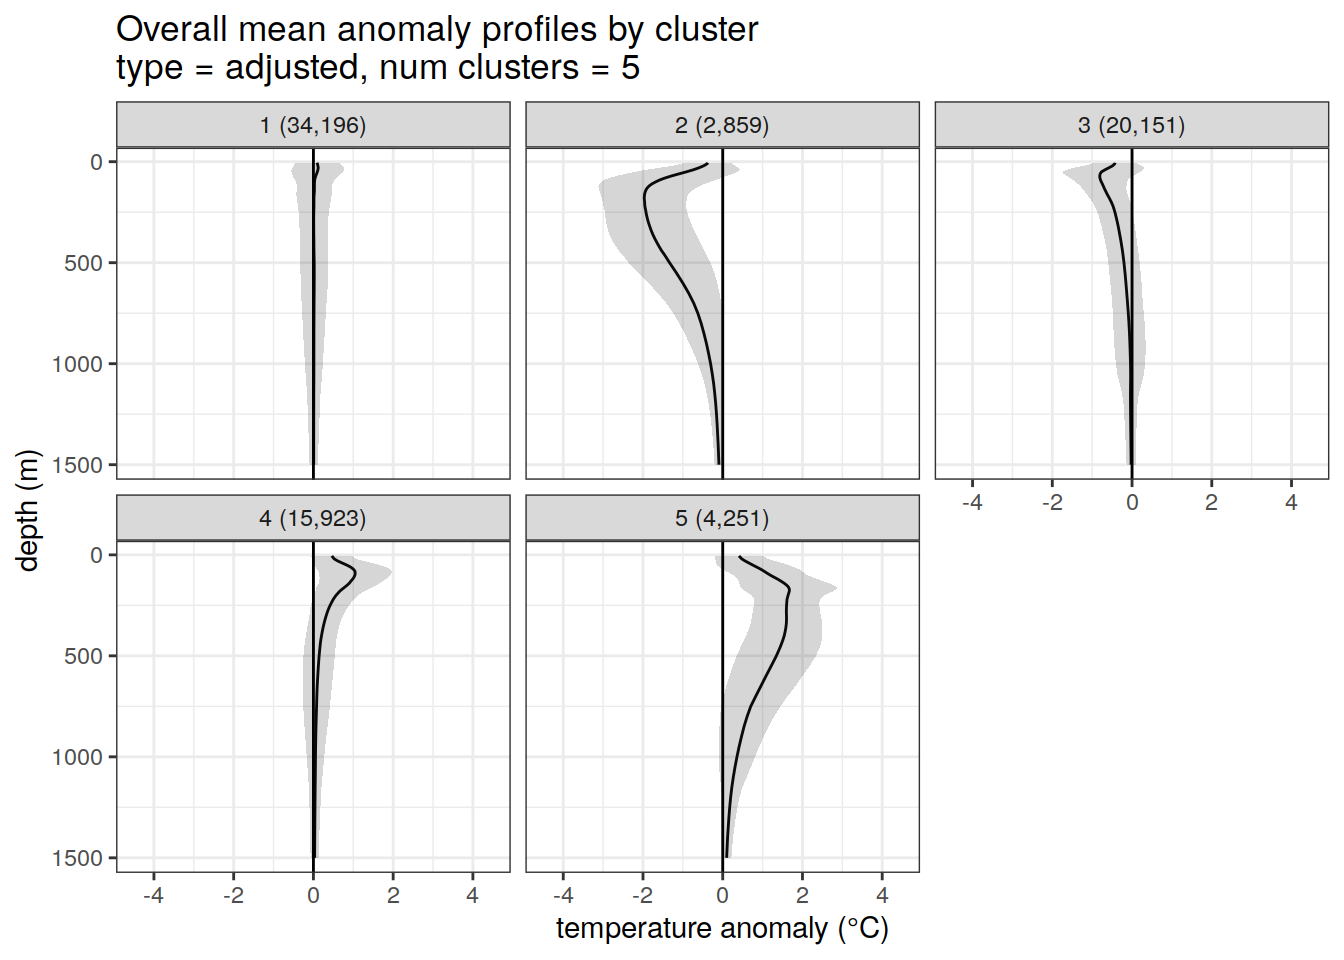 Overall mean anomaly profiles by cluster
type = adjusted, num clusters = 5
1 (34,196)
2 (2,859)
3 (20,151)
0
500
1000
1500
-4 -2 0 2 4
4 (15,923)
5 (4,251)
0
500
1000
1500
-4 -2 0 2 4
-4 -2 0 2 4
depth (m)
temperature anomaly (°C)